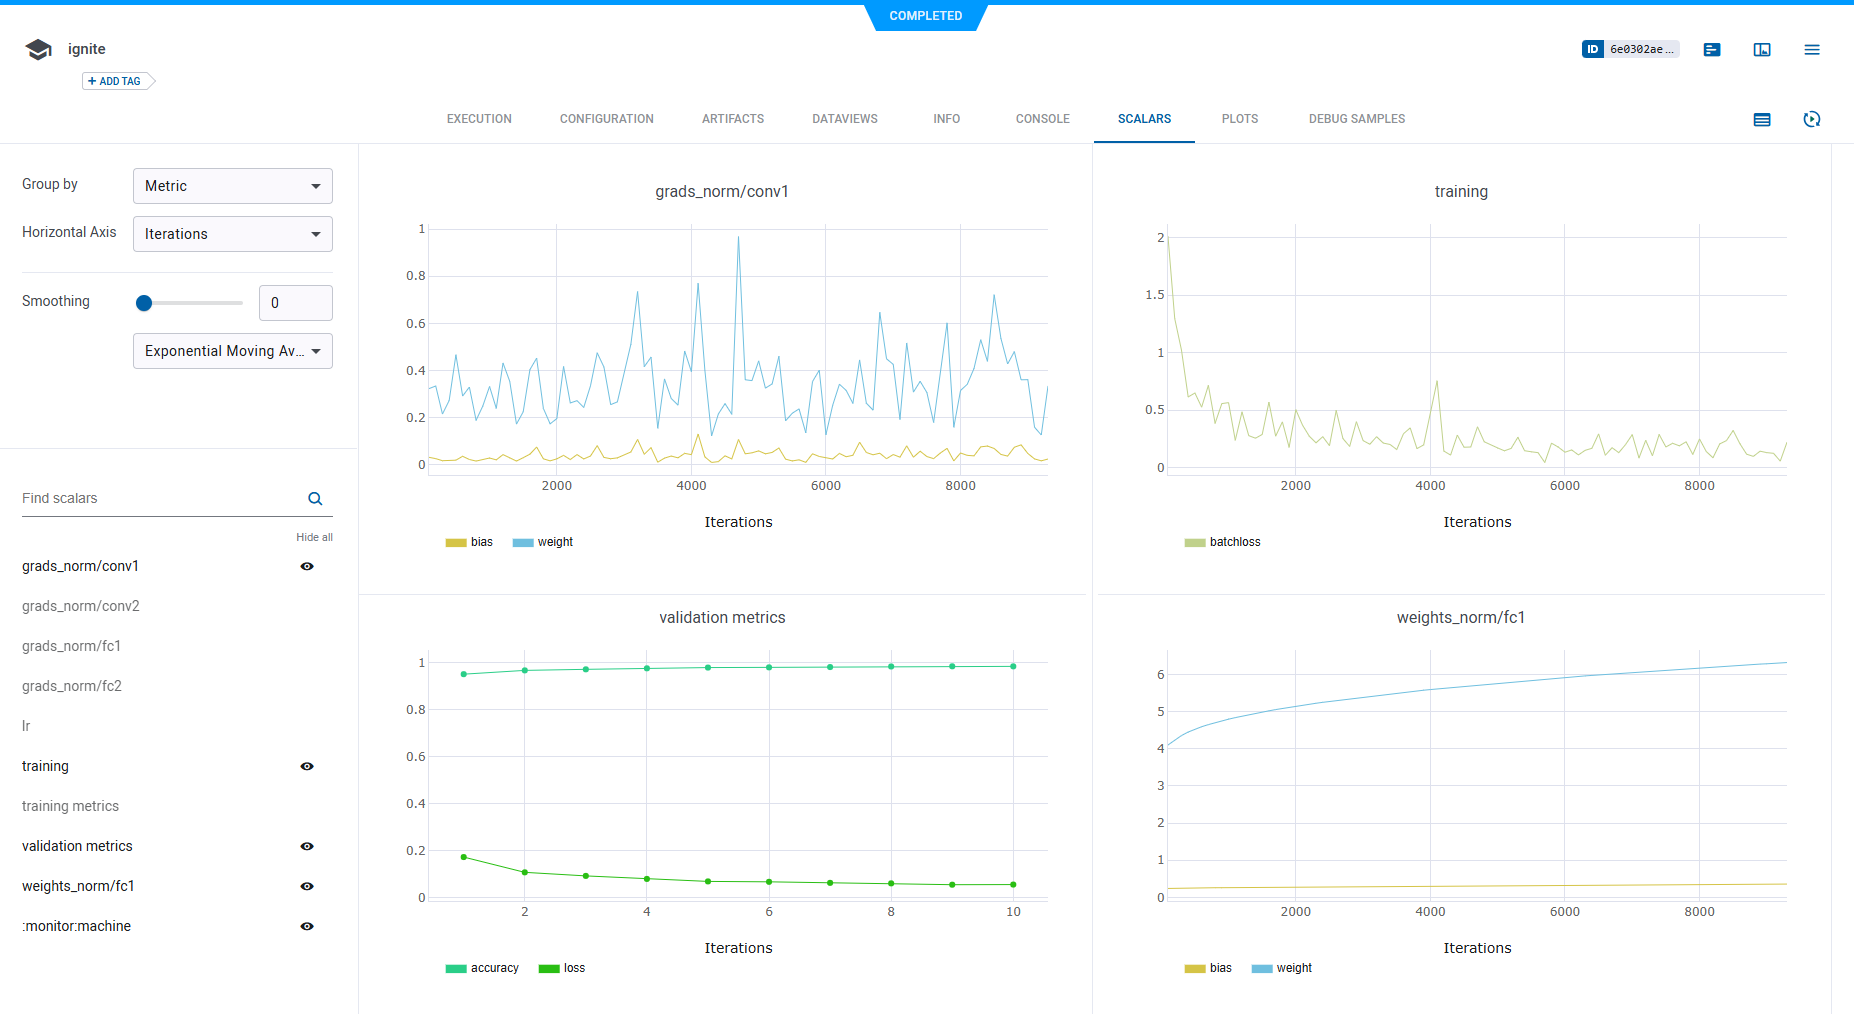 COMPLETED
ignite
ID 6e0302ae...
+ ADD TAG
EXECUTION CONFIGURATION ARTIFACTS DATAVIEWS INFO CONSOLE SCALARS PLOTS DEBUG SAMPLES
Group by Metric
Horizontal Axis Iterations
Smoothing 0
Exponential Moving Av...
Find scalars
Hide all
grads_norm/conv1
grads_norm/conv2
grads_norm/fc1
grads_norm/fc2
lr
training
training metrics
validation metrics
weights_norm/fc1
:monitor:machine
grads_norm/conv1
1
0.8
0.6
0.4
0.2
0
2000 4000 6000 8000
Iterations
bias weight
training
2
1.5
1
0.5
0
2000 4000 6000 8000
Iterations
batchloss
validation metrics
1
0.8
0.6
0.4
0.2
0
2 4 6 8 10
Iterations
accuracy loss
weights_norm/fc1
6
5
4
3
2
1
0
2000 4000 6000 8000
Iterations
bias weight